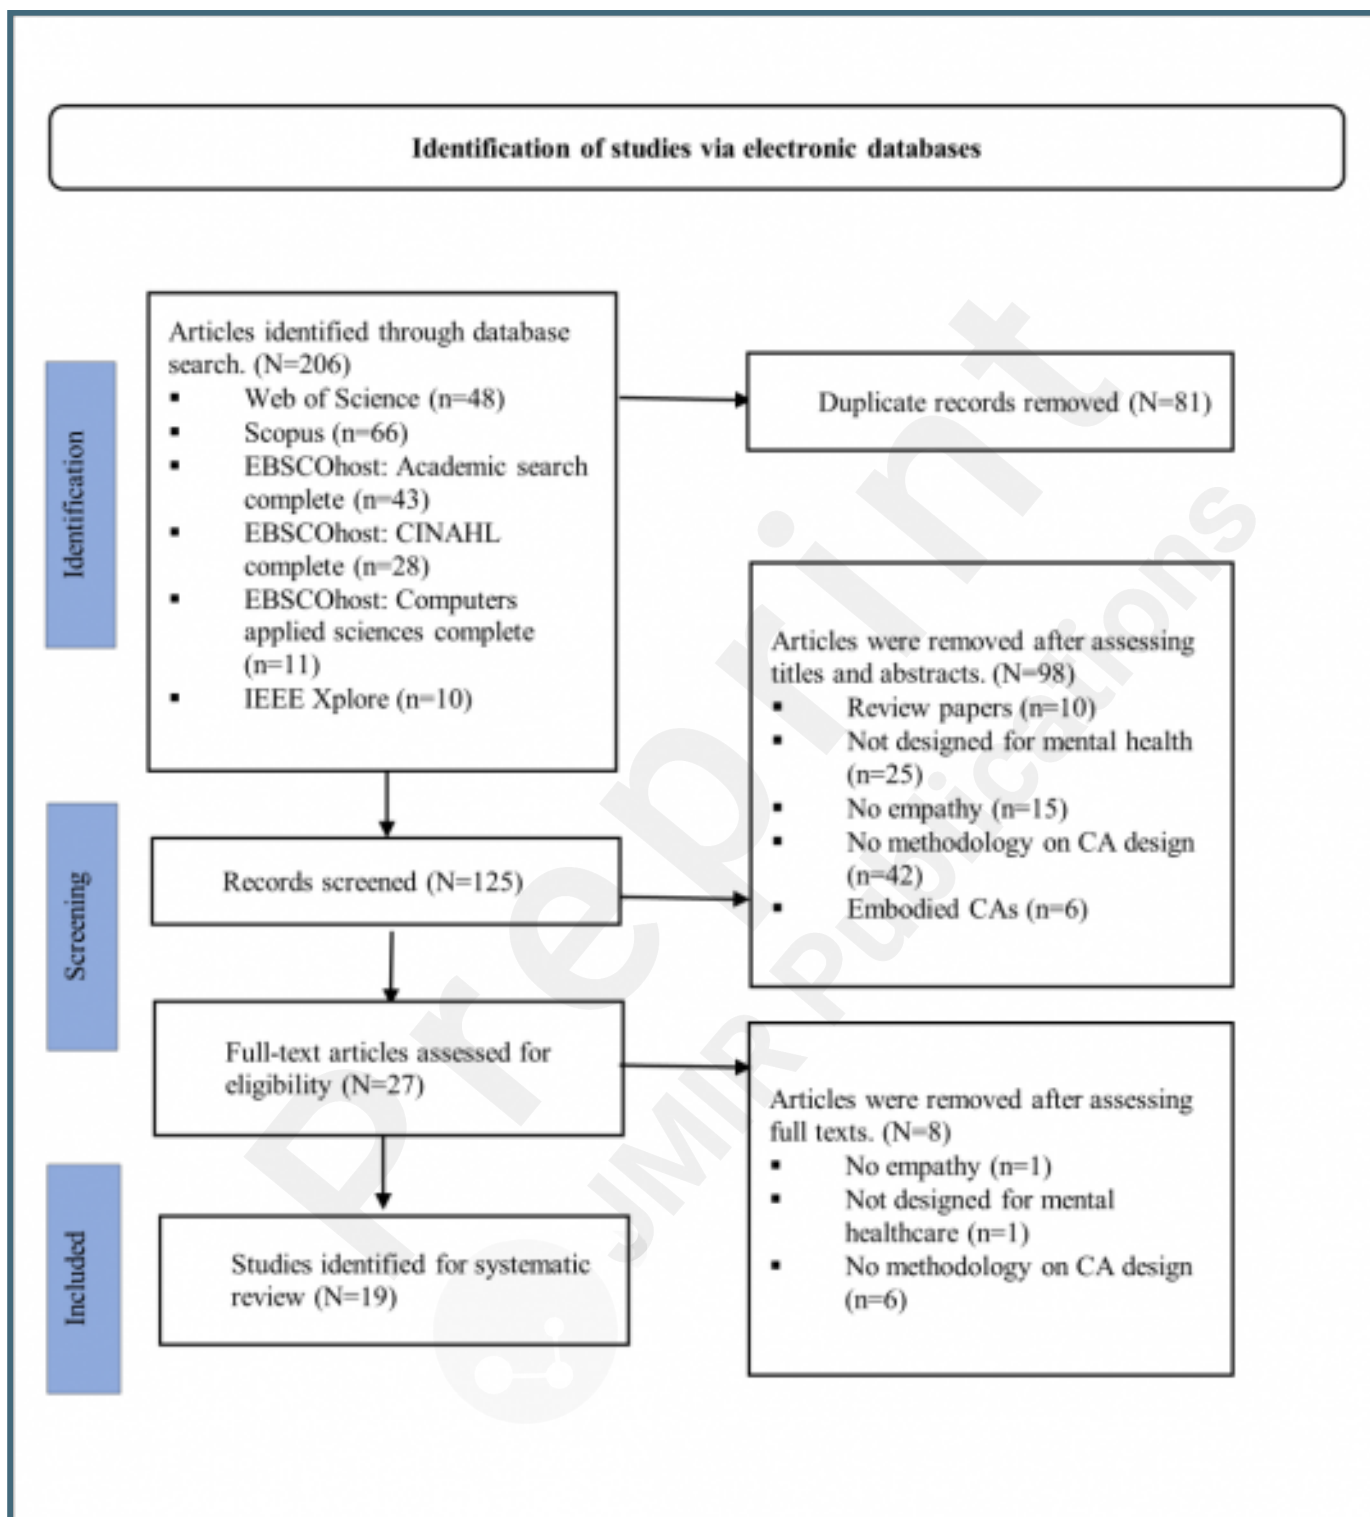 Identification of studies via electronic databases
Identification
Articles identified through database
search. (N=206)
▪ Web of Science (n=48)
▪ Scopus (n=66)
▪ EBSCOhost: Academic search
complete (n=43)
▪ EBSCOhost: CINAHL
complete (n=28)
▪ EBSCOhost: Computers
applied sciences complete
(n=11)
▪ IEEE Xplore (n=10)
Duplicate records removed (N=81)
Screening
Records screened (N=125)
Articles were removed after assessing
titles and abstracts. (N=98)
▪ Review papers (n=10)
▪ Not designed for mental health
(n=25)
▪ No empathy (n=15)
▪ No methodology on CA design
(n=42)
▪ Embodied CAs (n=6)
Full-text articles assessed for
eligibility (N=27)
Articles were removed after assessing
full texts. (N=8)
▪ No empathy (n=1)
▪ Not designed for mental
healthcare (n=1)
▪ No methodology on CA design
(n=6)
Included
Studies identified for systematic
review (N=19)
Preprint
JMIR Publications